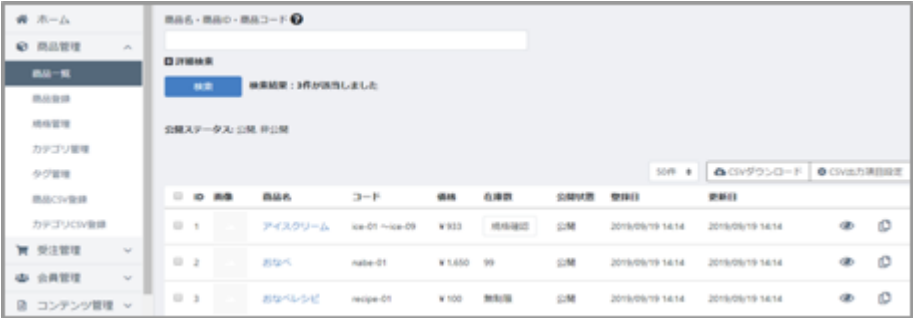 ホーム
商品管理
商品一覧
商品登録
規格管理
カテゴリ管理
タグ管理
商品CSV登録
カテゴリCSV登録
受注管理
会員管理
コンテンツ管理
商品名・商品ID・商品コード
詳細検索
検索 検索結果：3件が該当しました
公開ステータス: 公開, 非公開
50件 CSVダウンロード CSV出力項目設定
ID 画像 商品名 コード 価格 在庫数 公開状態 登録日 更新日
1 アイスクリーム ice-01 ～ice-09 ￥933 規格確認 公開 2019/09/19 14:14 2019/09/19 14:14
2 おなべ nabe-01 ￥1,650 99 公開 2019/09/19 14:14 2019/09/19 14:14
3 おなべレシピ recipe-01 ￥100 無制限 公開 2019/09/19 14:14 2019/09/19 14:14